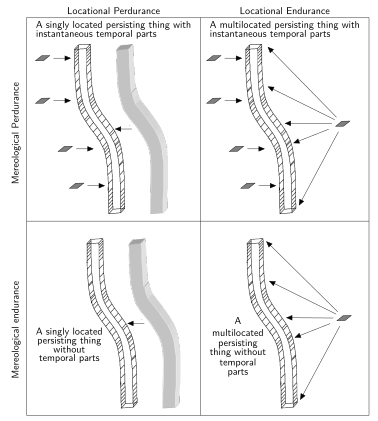 Locational Perdurance
Locational Endurance
Mereological Perdurance
A singly located persisting thing with
instantaneous temporal parts
A multilocated persisting thing with
instantaneous temporal parts
Mereological endurance
A singly located
persisting thing
without
temporal parts
A
multilocated
persisting
thing without
temporal
parts